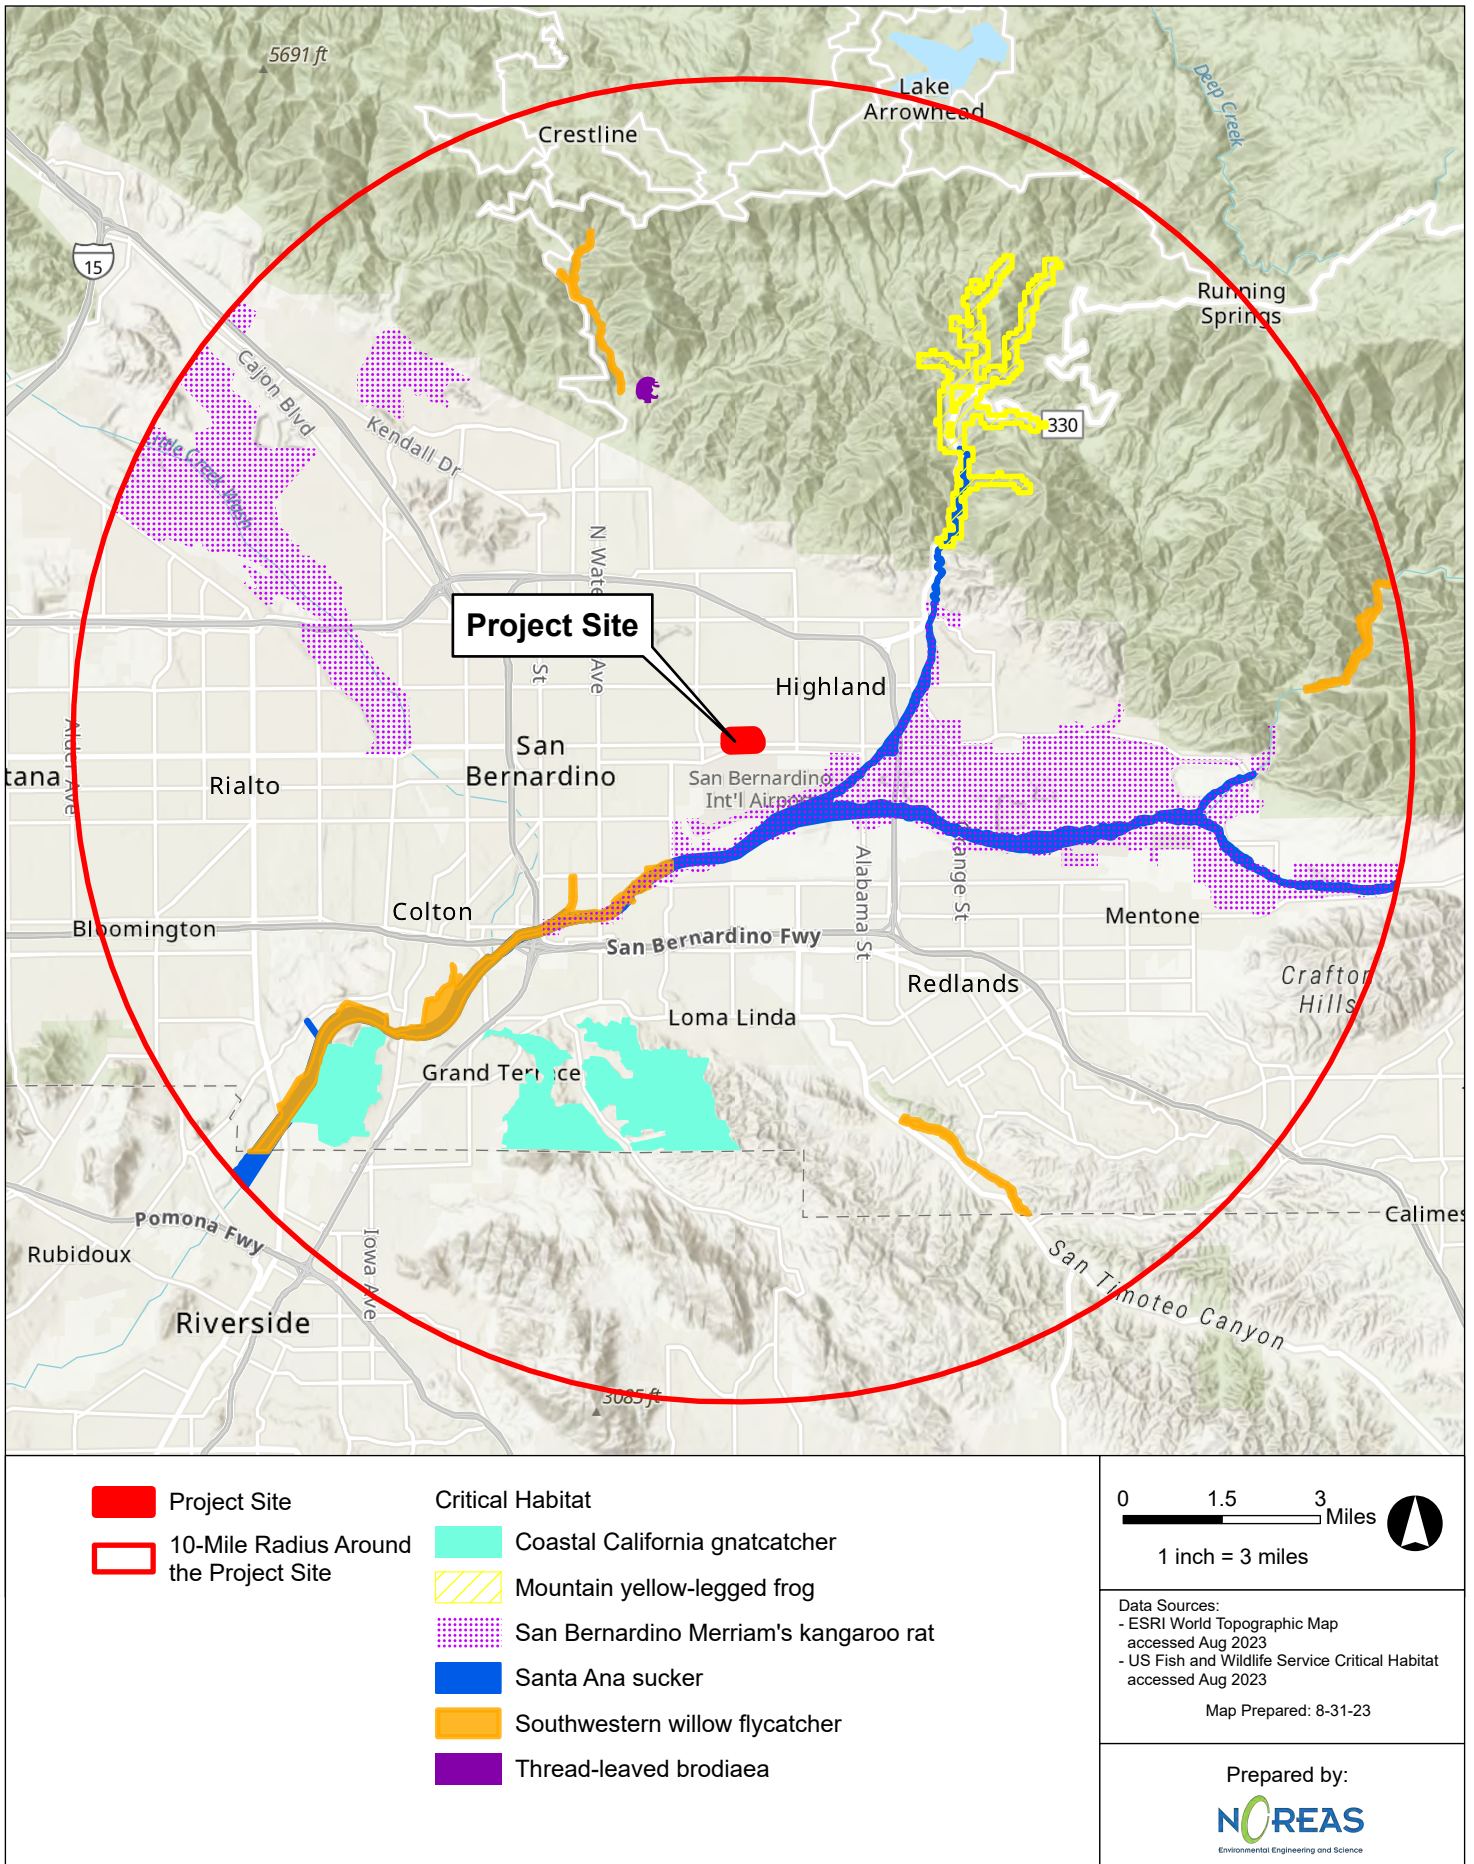 5691 ft
Lake
Arrowhead
Deep Creek
Crestline
15
Running
Springs
Cajon Blvd
Kendall Dr
330
N Wate
Ave
Project Site
St
Highland
Alder Ave
San
Bernardino
tana
Rialto
San Bernardino
Int'l Airport
Alabama St
Colton
Mentone
Bloomington
San Bernardino Fwy
Crafton
Hills
Redlands
Loma Linda
Grand Terrace
Pomona Fwy
Iowa Ave
Calimes
Rubidoux
San Timoteo Canyon
Riverside
3085 ft
Project Site
10-Mile Radius Around
the Project Site
Critical Habitat
Coastal California gnatcatcher
Mountain yellow-legged frog
San Bernardino Merriam's kangaroo rat
Santa Ana sucker
Southwestern willow flycatcher
Thread-leaved brodiaea
0 1.5 3
Miles
1 inch = 3 miles
Data Sources:
- ESRI World Topographic Map
accessed Aug 2023
- US Fish and Wildlife Service Critical Habitat
accessed Aug 2023
Map Prepared: 8-31-23
Prepared by:
NOREAS
Environmental Engineering and Science